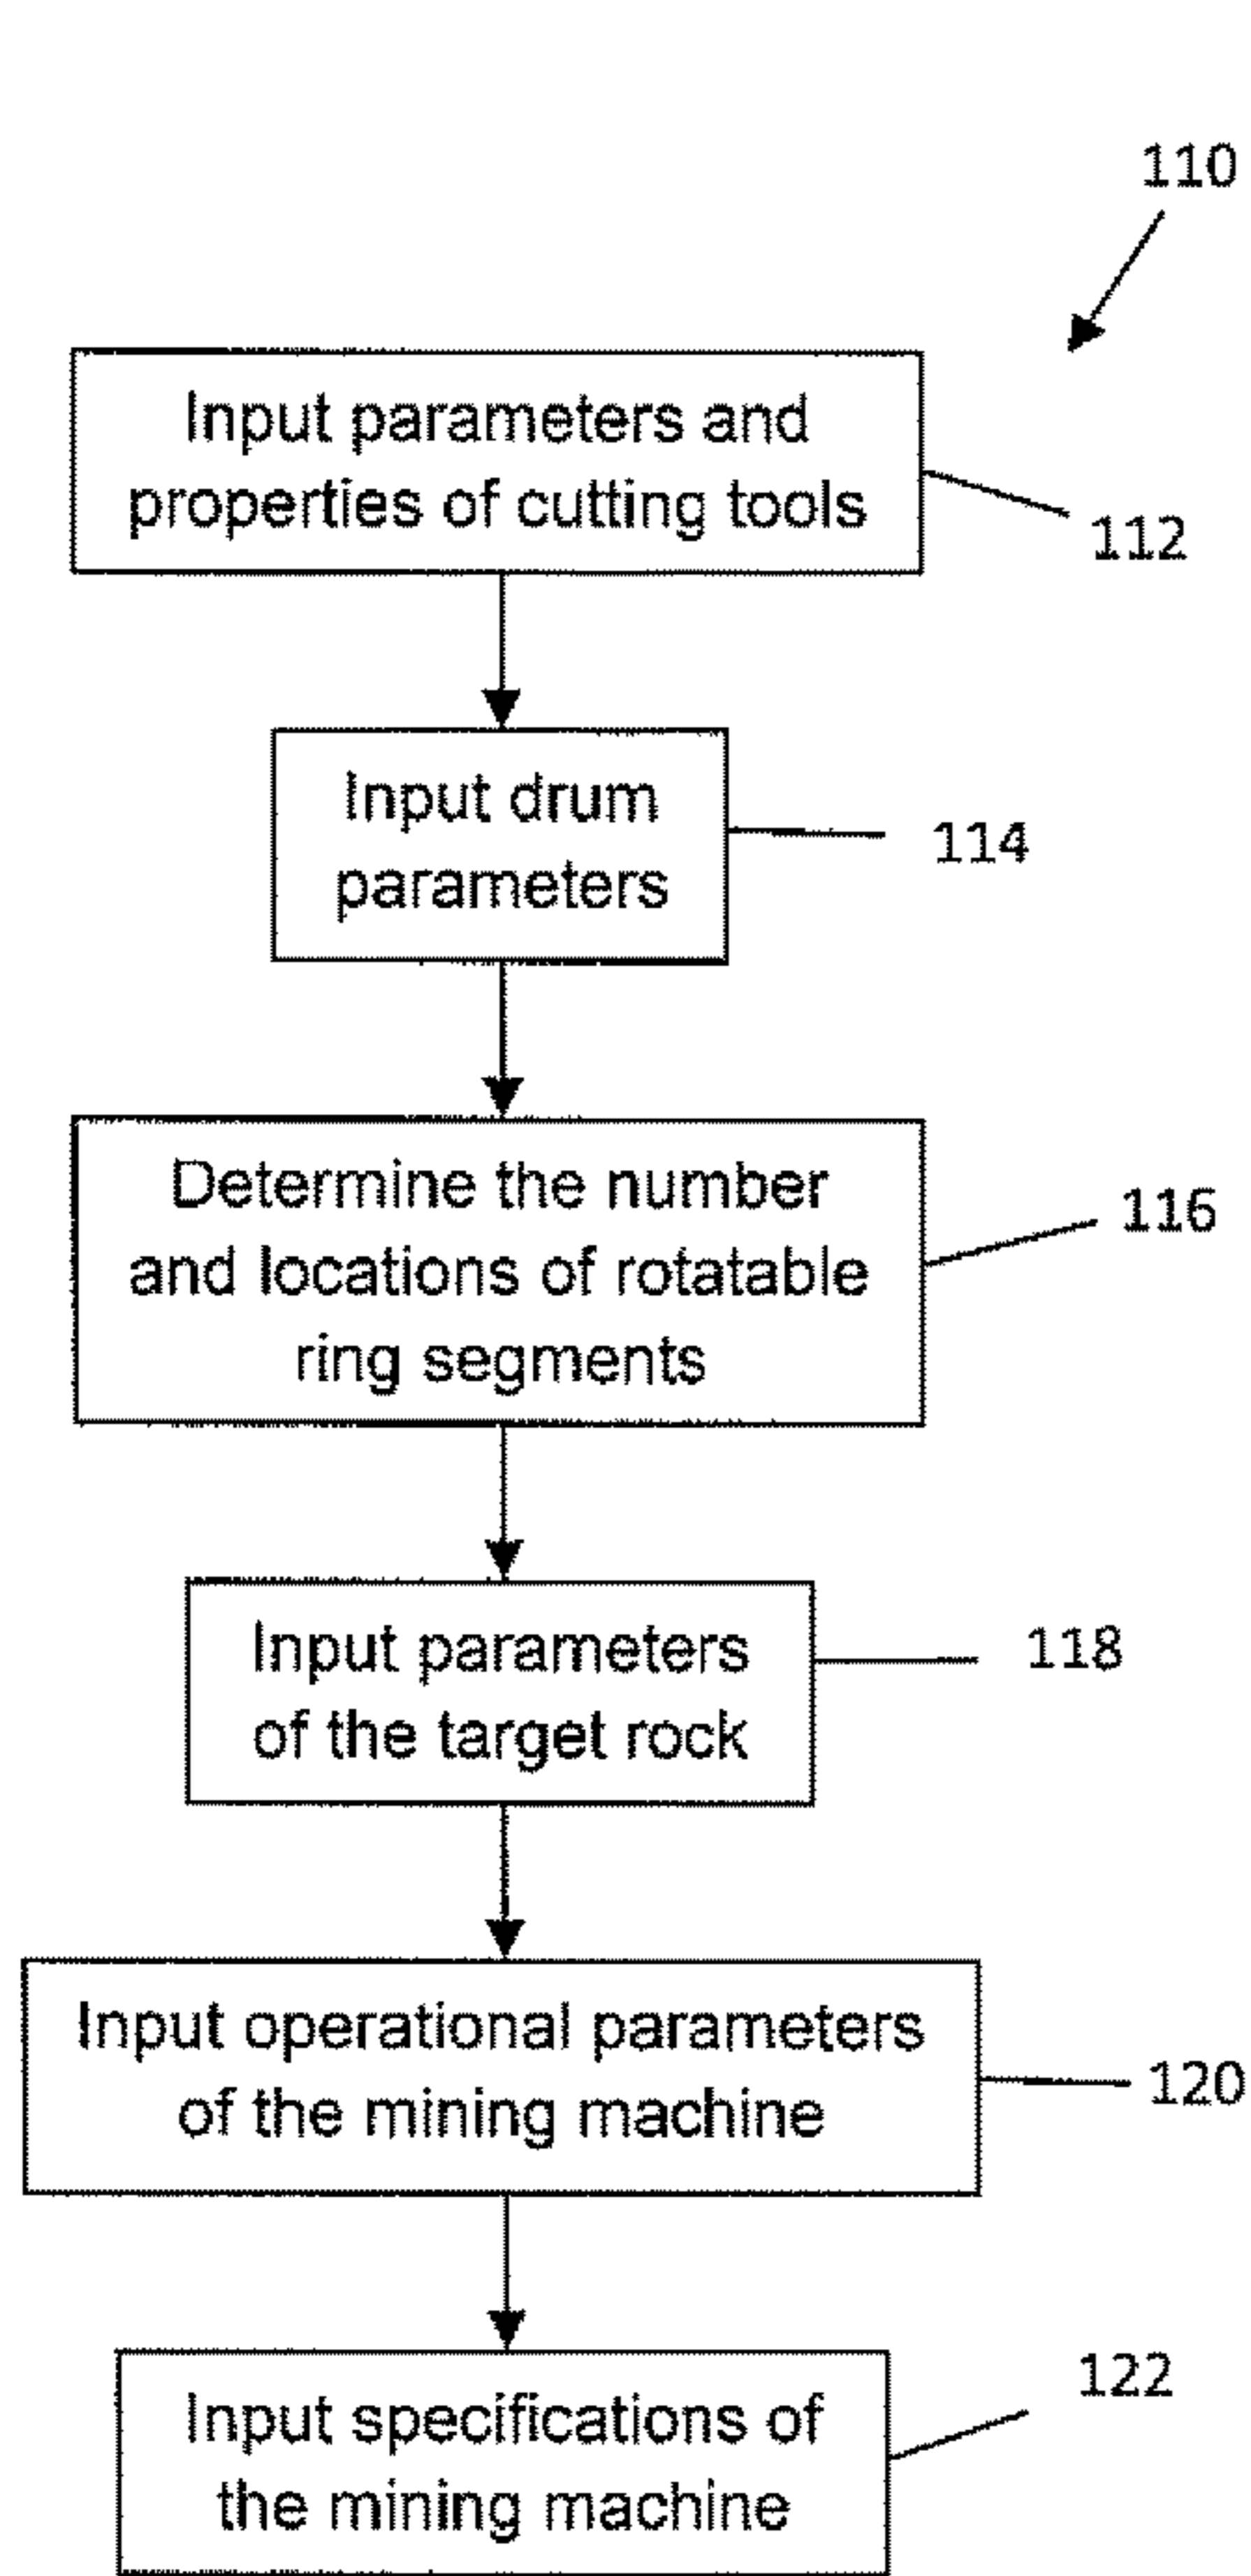 110
Input parameters and
properties of cutting tools
112
Input drum
parameters
114
Determine the number
and locations of rotatable
ring segments
116
Input parameters
of the target rock
118
Input operational parameters
of the mining machine
120
Input specifications of
the mining machine
122